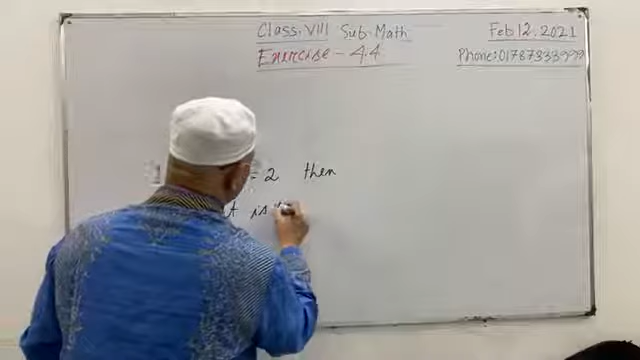 Class-VIII Sub-Math
Exercise - 4.4
Feb 12, 2021
Phone: 01787333999
= 2 then
is